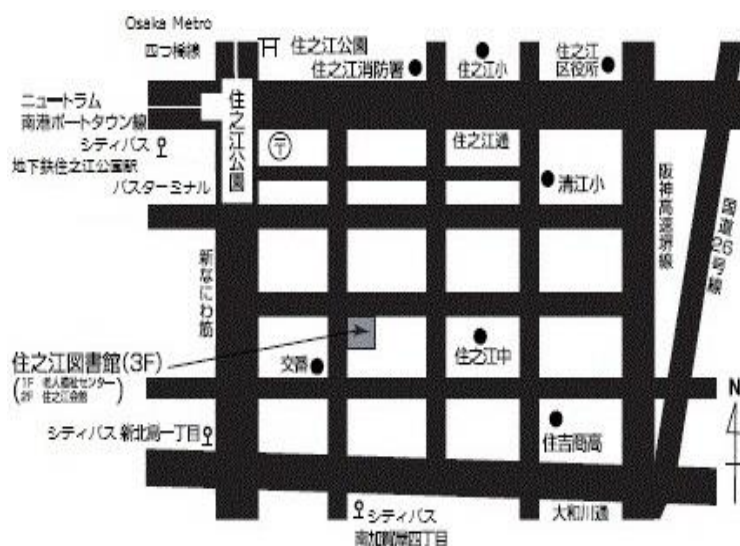 Osaka Metro
四つ橋線
住之江公園
住之江消防署
住之江小
住之江
区役所
ニュートラム
南港ポートタウン線
住之江公園
シティバス
地下鉄住之江公園駅
バスターミナル
住之江通
清江小
阪神高速堺線
国道26号線
新なにわ筋
住之江図書館(3F)
(1F 老人福祉センター
2F 住之江会館)
交番
住之江中
N
シティバス 新北島一丁目
住吉商高
シティバス
南加賀屋四丁目
大和川通